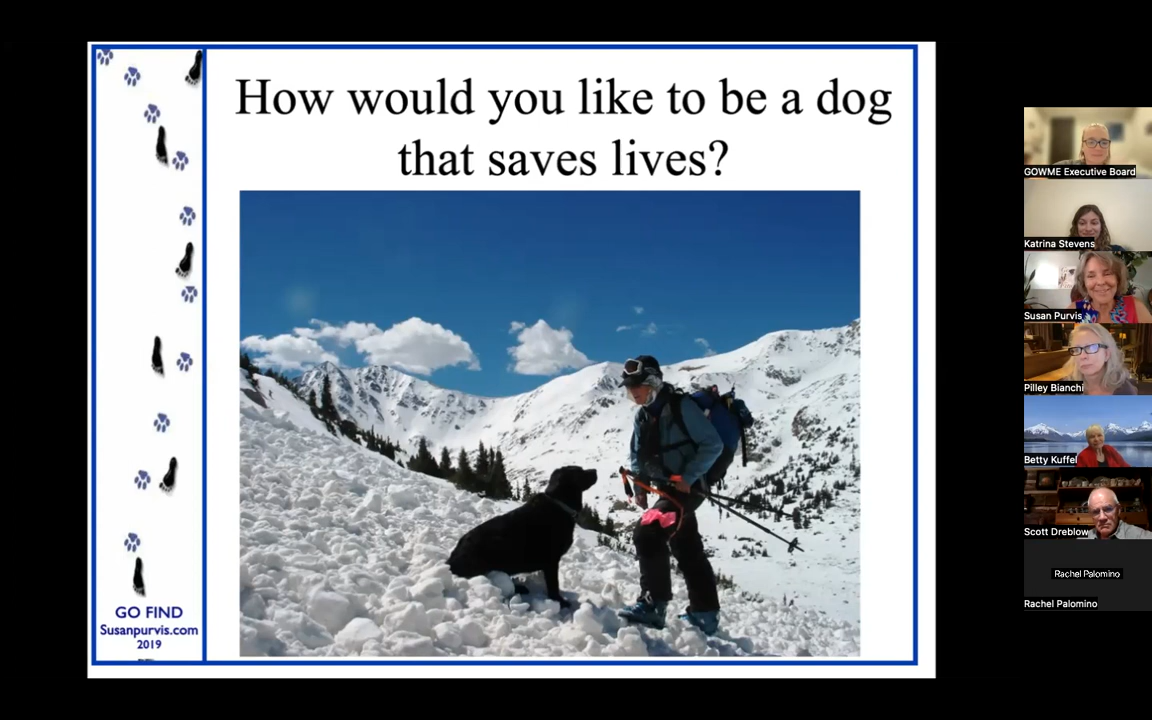 How would you like to be a dog
that saves lives?
GO FIND
Susanpurvis.com
2019
GOWME Executive Board
Katrina Stevens
Susan Purvis
Pilley Bianchi
Betty Kuffel
Scott Dreblow
Rachel Palomino
Rachel Palomino